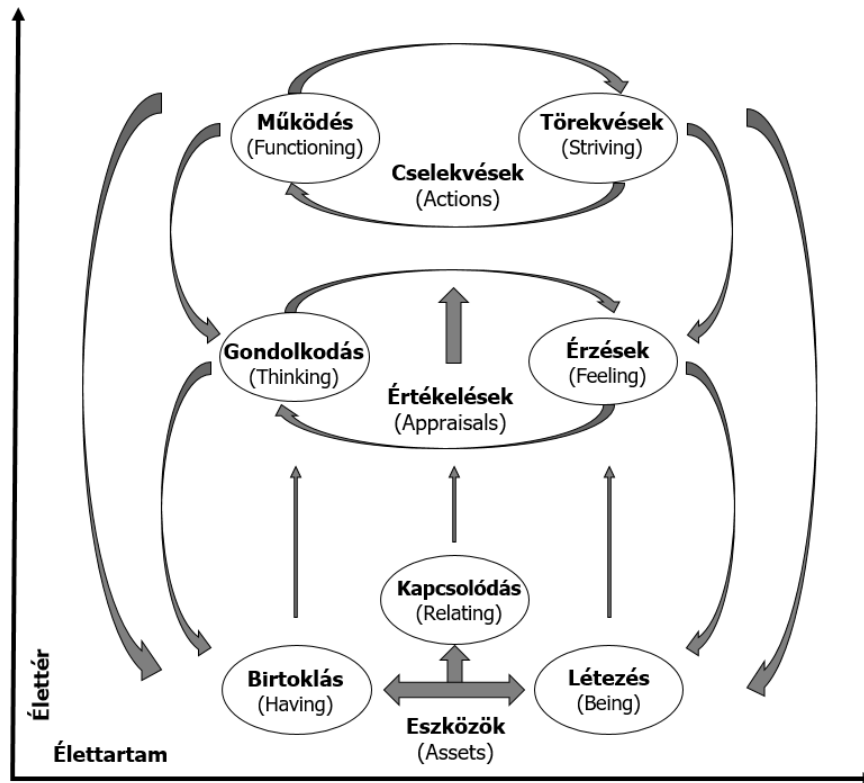 Működés
(Functioning)
Törekvések
(Striving)
Cselekvések
(Actions)
Gondolkodás
(Thinking)
Érzések
(Feeling)
Értékelések
(Appraisals)
Kapcsolódás
(Relating)
Birtoklás
(Having)
Létezés
(Being)
Eszközök
(Assets)
Élettér
Élettartam